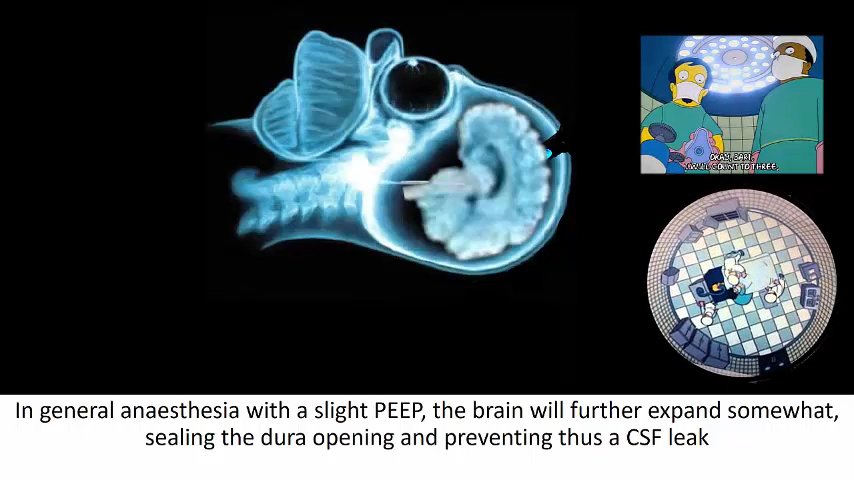 OKAY, BART,
I WILL COUNT TO THREE,
In general anaesthesia with a slight PEEP, the brain will further expand somewhat,
sealing the dura opening and preventing thus a CSF leak